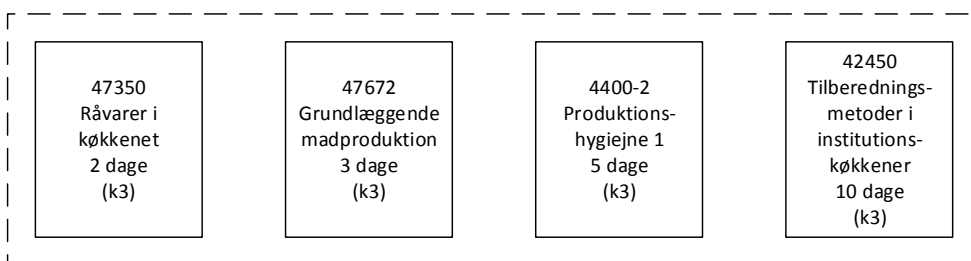 47350
Råvarer i
køkkenet
2 dage
(k3)
47672
Grundlæggende
madproduktion
3 dage
(k3)
4400-2
Produktions-
hygiejne 1
5 dage
(k3)
42450
Tilberednings-
metoder i
institutions-
køkkener
10 dage
(k3)